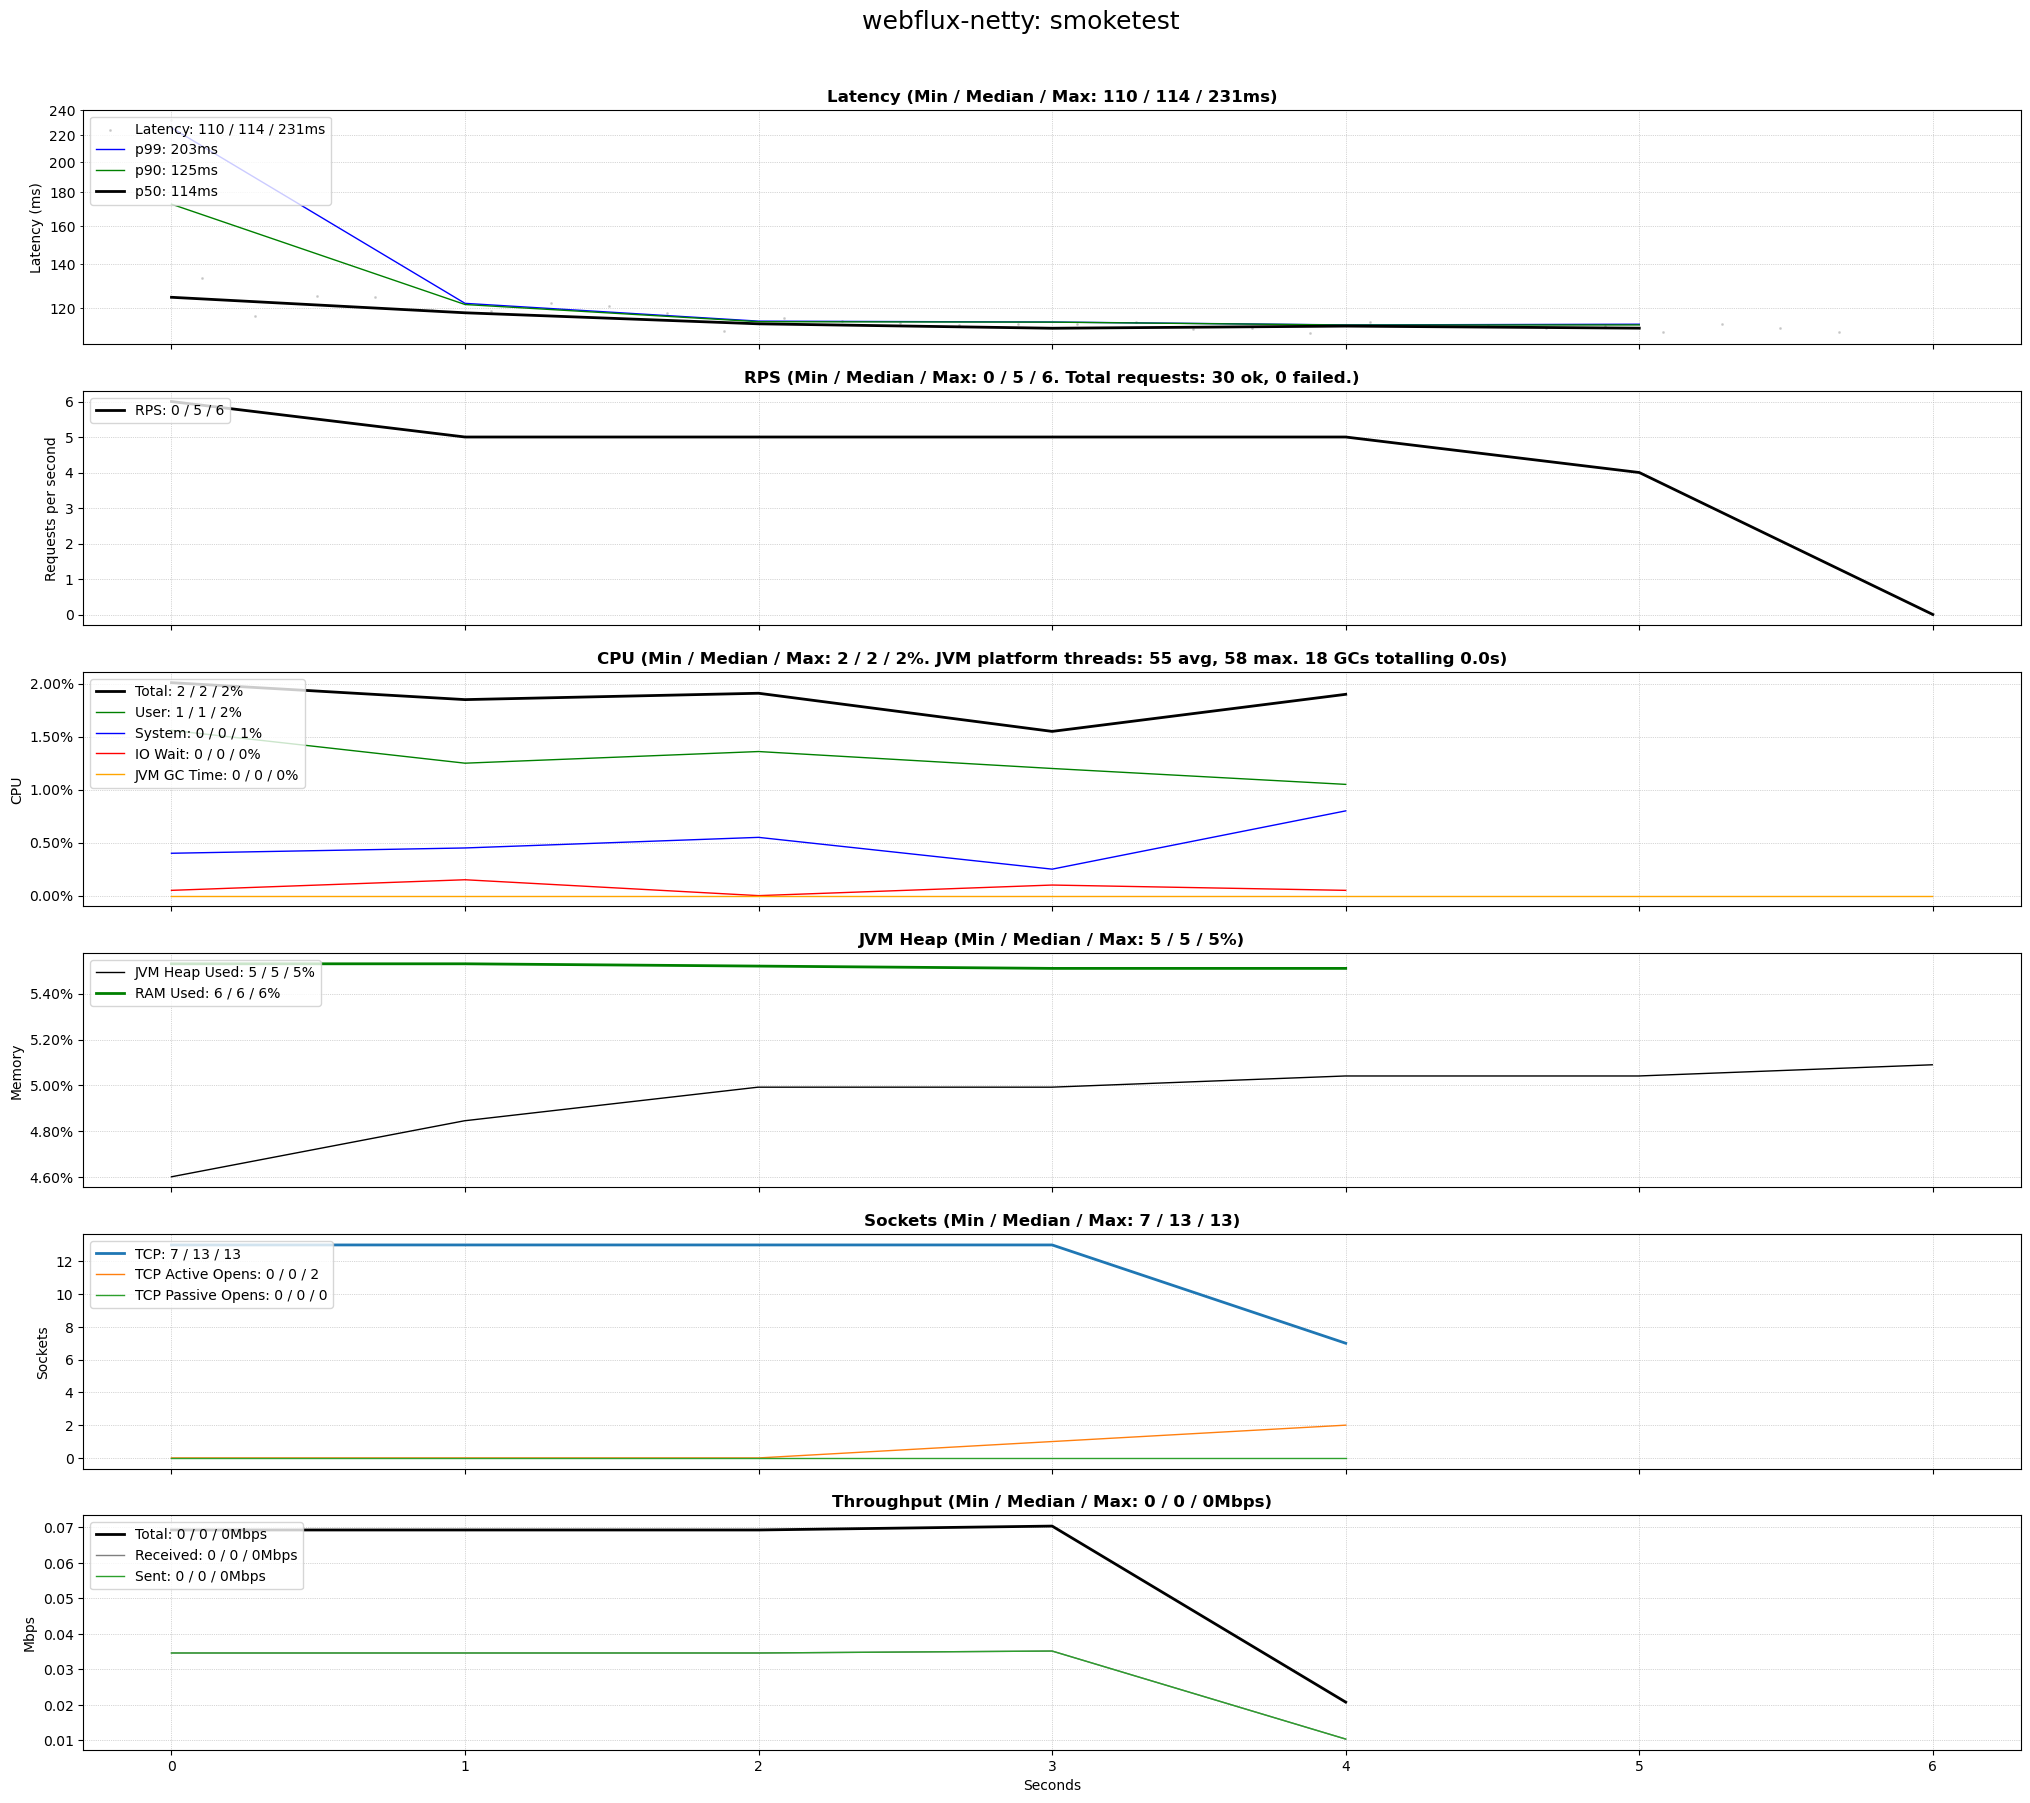 webflux-netty: smoketest
Latency (Min / Median / Max: 110 / 114 / 231ms)
240
220
200
180
160
140
120
Latency (ms)
Latency: 110 / 114 / 231ms
p99: 203ms
p90: 125ms
p50: 114ms
RPS (Min / Median / Max: 0 / 5 / 6. Total requests: 30 ok, 0 failed.)
6
5
4
3
2
1
0
Requests per second
RPS: 0 / 5 / 6
CPU (Min / Median / Max: 2 / 2 / 2%. JVM platform threads: 55 avg, 58 max. 18 GCs totalling 0.0s)
2.00%
1.50%
1.00%
0.50%
0.00%
CPU
Total: 2 / 2 / 2%
User: 1 / 1 / 2%
System: 0 / 0 / 1%
IO Wait: 0 / 0 / 0%
JVM GC Time: 0 / 0 / 0%
JVM Heap (Min / Median / Max: 5 / 5 / 5%)
5.40%
5.20%
5.00%
4.80%
4.60%
Memory
JVM Heap Used: 5 / 5 / 5%
RAM Used: 6 / 6 / 6%
Sockets (Min / Median / Max: 7 / 13 / 13)
12
10
8
6
4
2
0
Sockets
TCP: 7 / 13 / 13
TCP Active Opens: 0 / 0 / 2
TCP Passive Opens: 0 / 0 / 0
Throughput (Min / Median / Max: 0 / 0 / 0Mbps)
0.07
0.06
0.05
0.04
0.03
0.02
0.01
Mbps
Total: 0 / 0 / 0Mbps
Received: 0 / 0 / 0Mbps
Sent: 0 / 0 / 0Mbps
0 1 2 3 4 5 6
Seconds